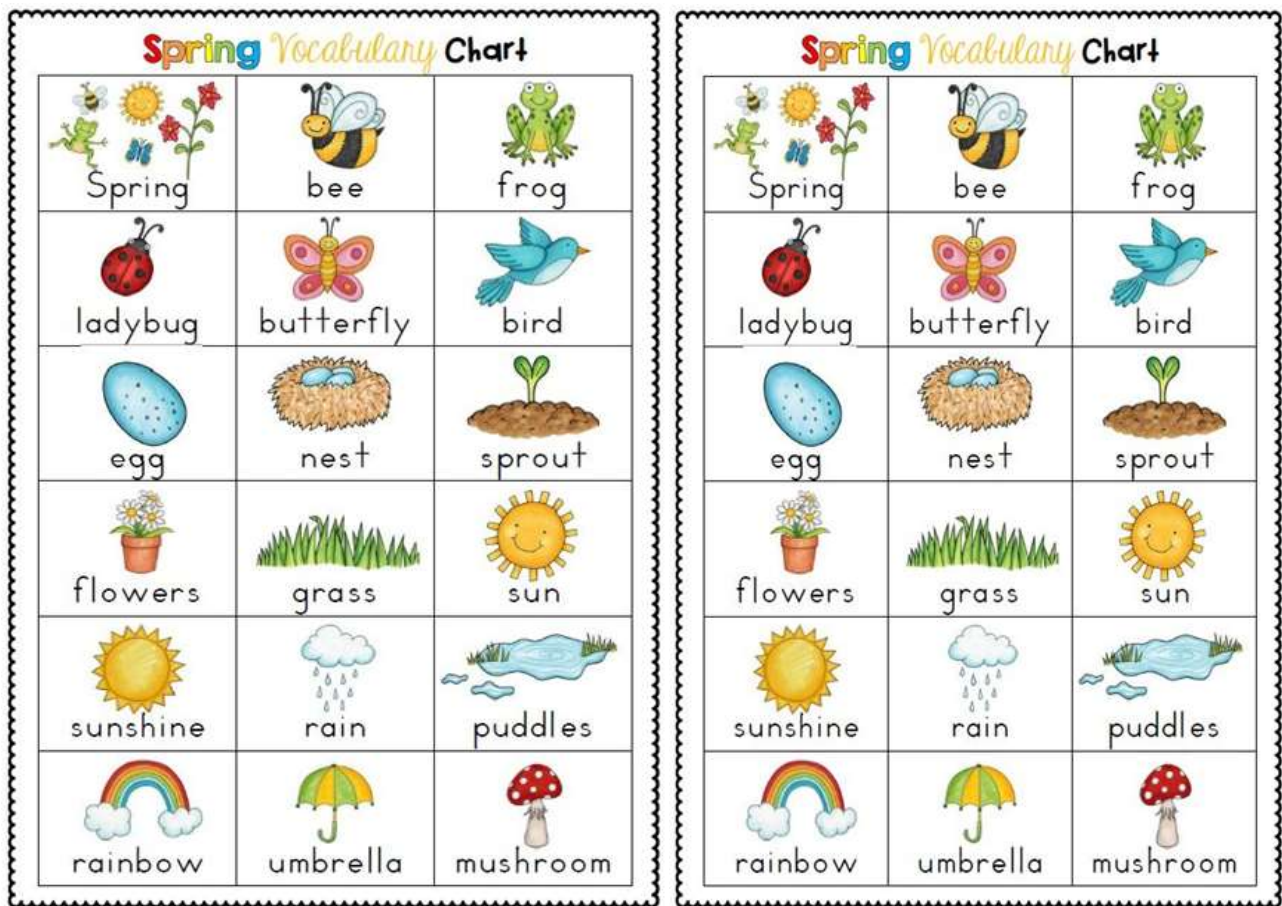 Spring Vocabulary Chart
Spring bee frog
ladybug butterfly bird
egg nest sprout
flowers grass sun
sunshine rain puddles
rainbow umbrella mushroom
Spring Vocabulary Chart
Spring bee frog
ladybug butterfly bird
egg nest sprout
flowers grass sun
sunshine rain puddles
rainbow umbrella mushroom